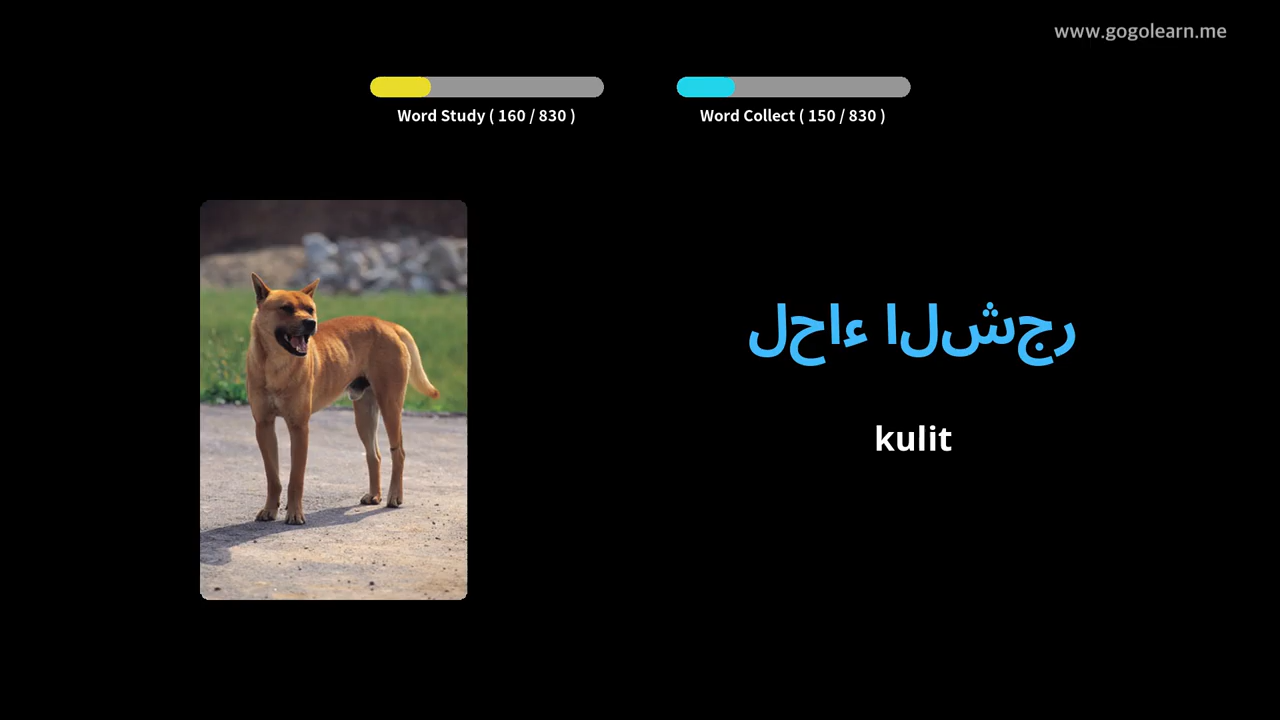 www.gogolearn.me
Word Study ( 160 / 830 )
Word Collect ( 150 / 830 )
لحاء الشجر
kulit